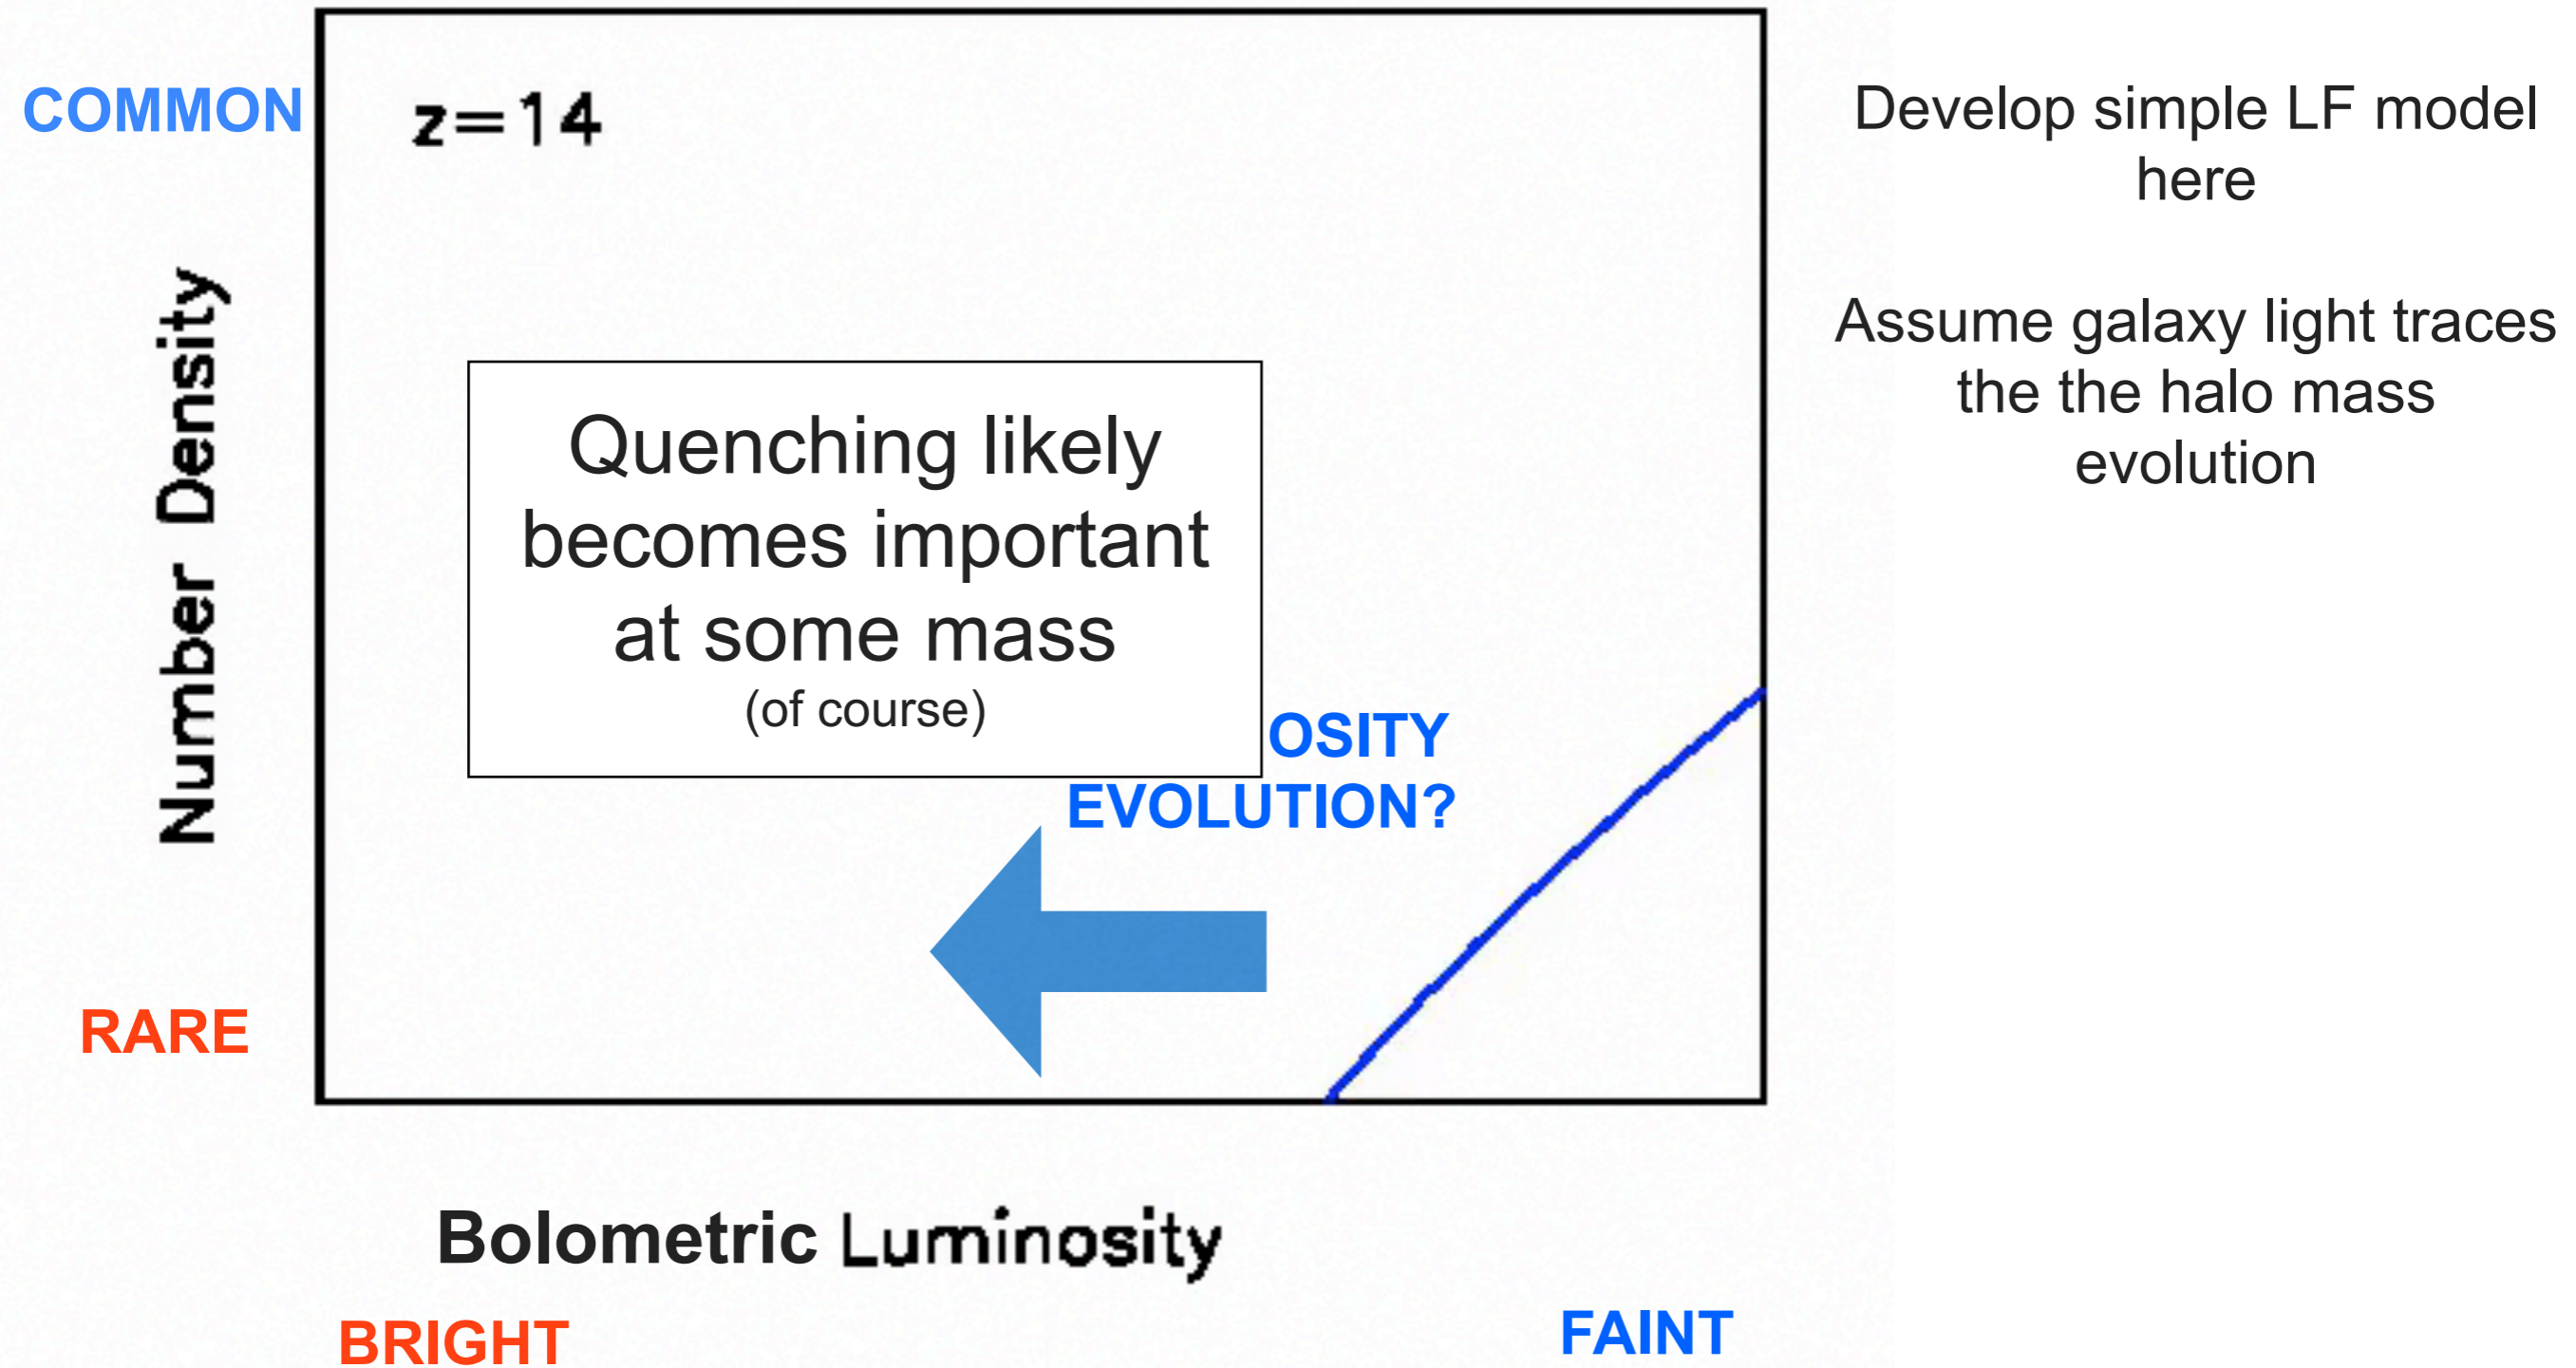 COMMON
z=14
Number Density
Quenching likely
becomes important
at some mass
(of course)
OSITY
EVOLUTION?
RARE
Bolometric Luminosity
BRIGHT
FAINT
Develop simple LF model
here
Assume galaxy light traces
the the halo mass
evolution